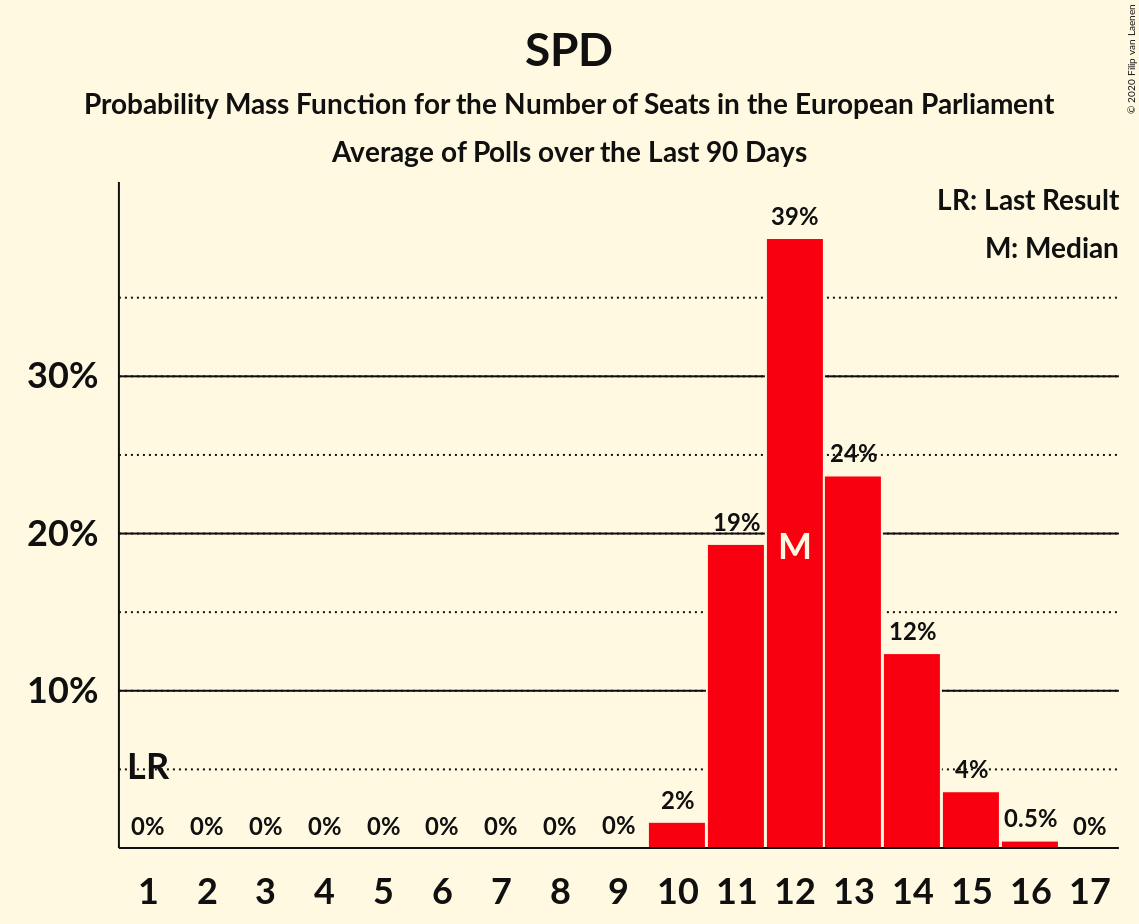 SPD
Probability Mass Function for the Number of Seats in the European Parliament
Average of Polls over the Last 90 Days
© 2020 Filip van Laenen
LR: Last Result
M: Median
39%
30%
24%
19%
20%
M
12%
10%
LR
4%
2%
0.5%
0% 0% 0% 0% 0% 0% 0% 0% 0% 0%
1 2 3 4 5 6 7 8 9 10 11 12 13 14 15 16 17